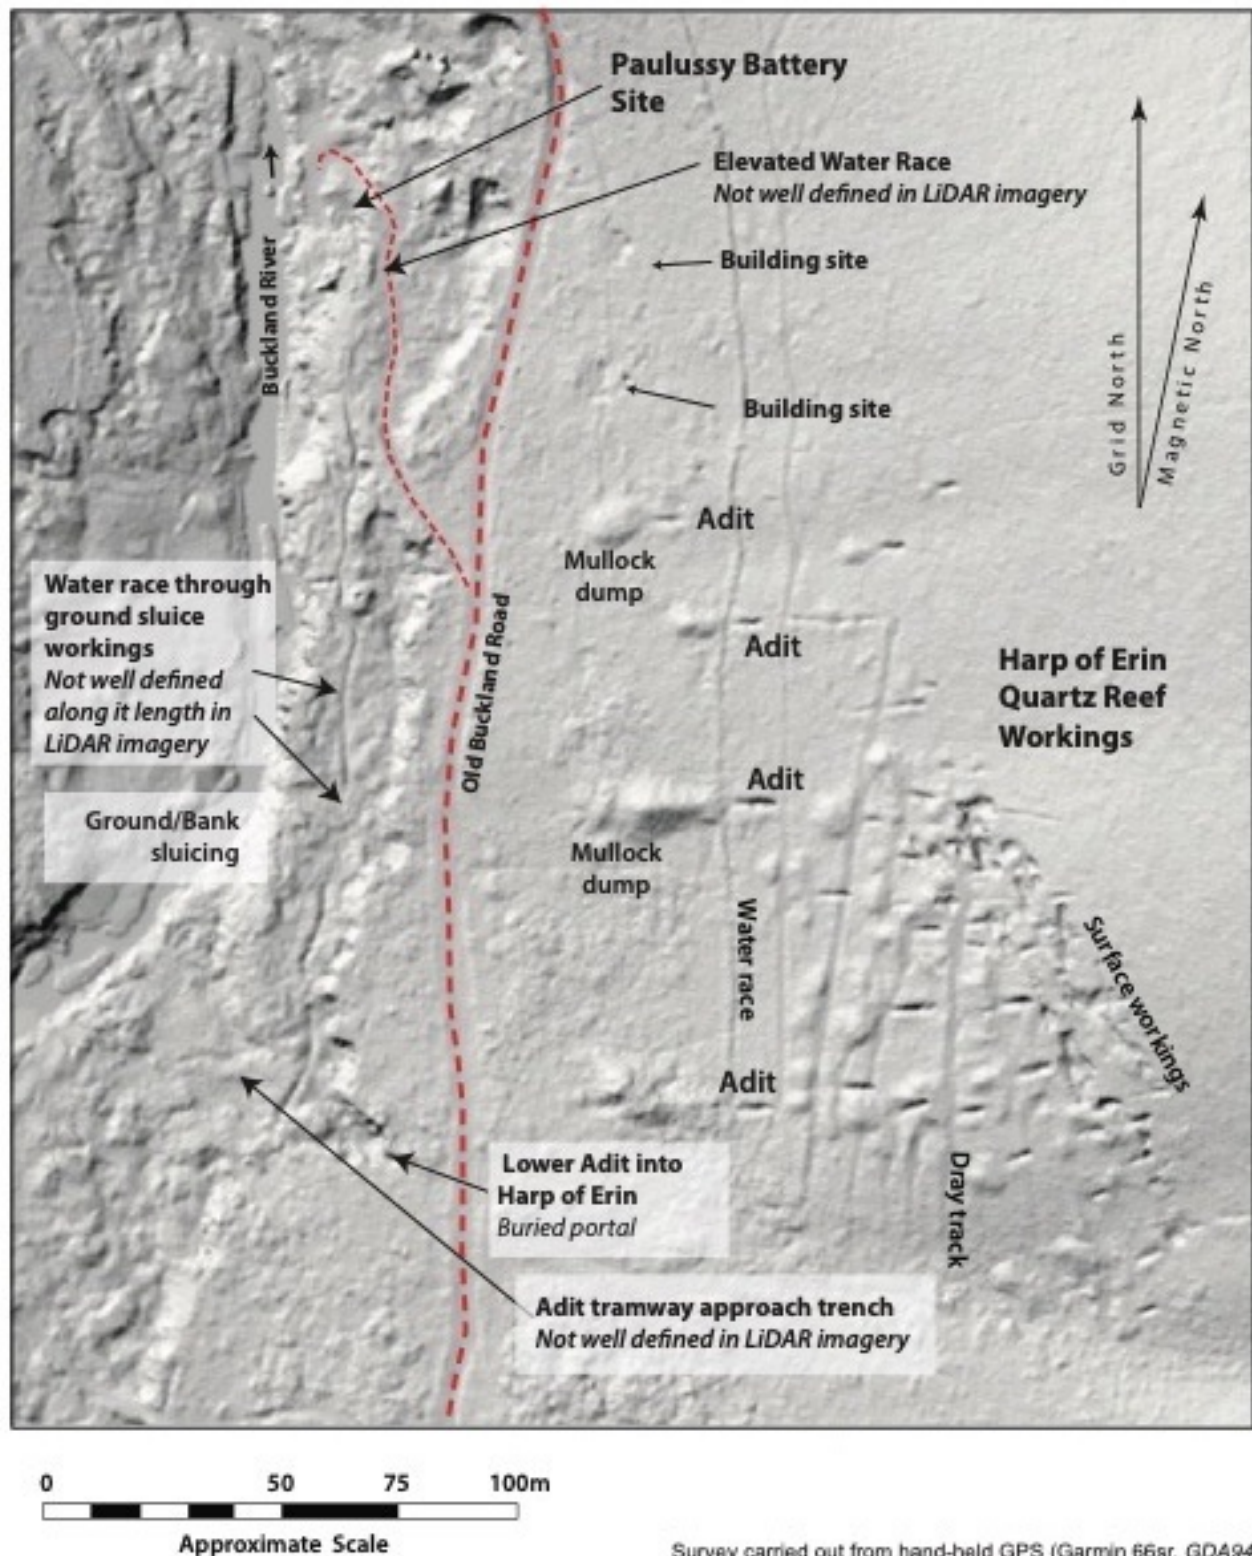 Paulussy Battery
Site
Elevated Water Race
Not well defined in LiDAR imagery
Building site
Building site
Buckland River
Grid North
Magnetic North
Adit
Mullock
dump
Water race through
ground sluice
workings
Not well defined
along it length in
LiDAR imagery
Old Buckland Road
Adit
Harp of Erin
Quartz Reef
Workings
Adit
Ground/Bank
sluicing
Mullock
dump
Water race
Surface workings
Adit
Lower Adit into
Harp of Erin
Buried portal
Dray track
Adit tramway approach trench
Not well defined in LiDAR imagery
0 50 75 100m
Approximate Scale
Survey carried out from hand-held GPS (Garmin 66sr, GDA94